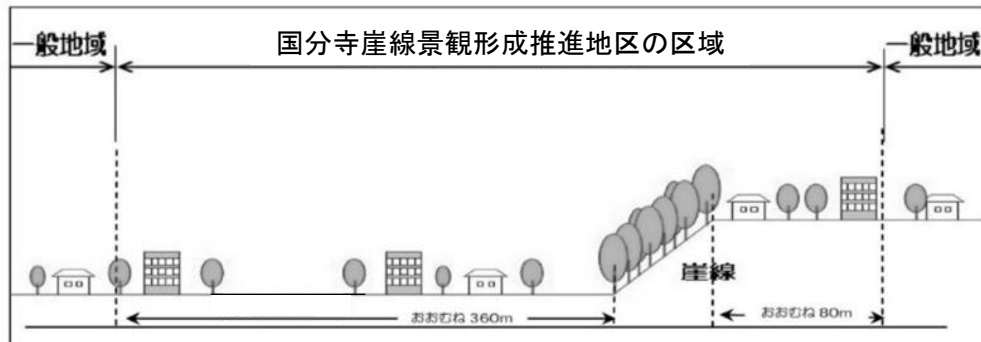 一般地域
国分寺崖線景観形成推進地区の区域
一般地域
崖線
おおむね 360m
おおむね 80m